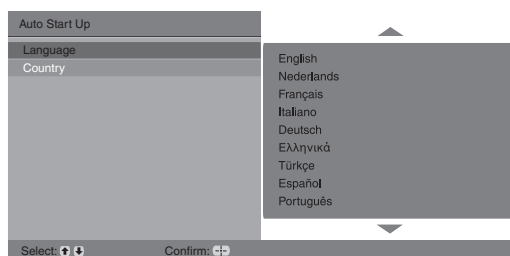 Auto Start Up
Language
Country
English
Nederlands
Français
Italiano
Deutsch
Ελληνικά
Türkçe
Español
Português
Select: Confirm: